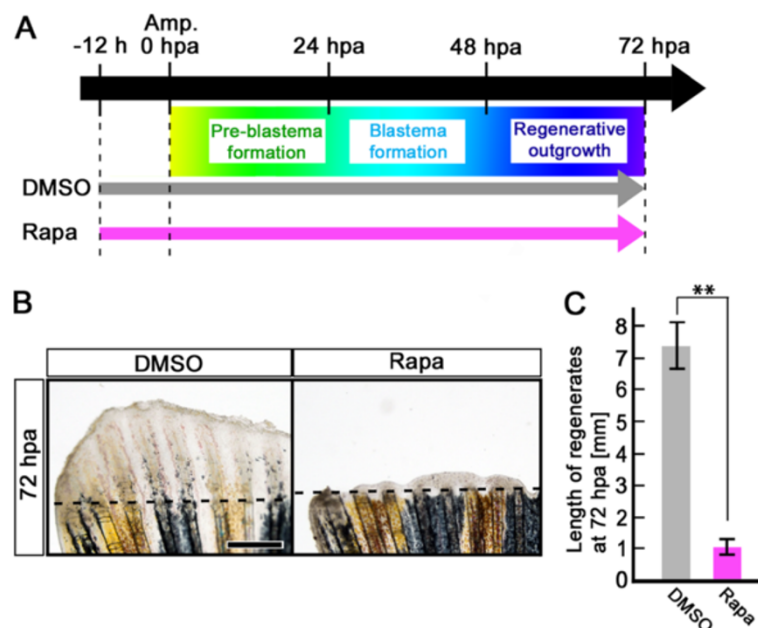 A
Amp.
-12 h 0 hpa 24 hpa 48 hpa 72 hpa
Pre-blastema
formation
Blastema
formation
Regenerative
outgrowth
DMSO
Rapa
B
DMSO Rapa
72 hpa
C
**
Length of regenerates
at 72 hpa [mm]
8
7
6
5
4
3
2
1
0
DMSO
Rapa